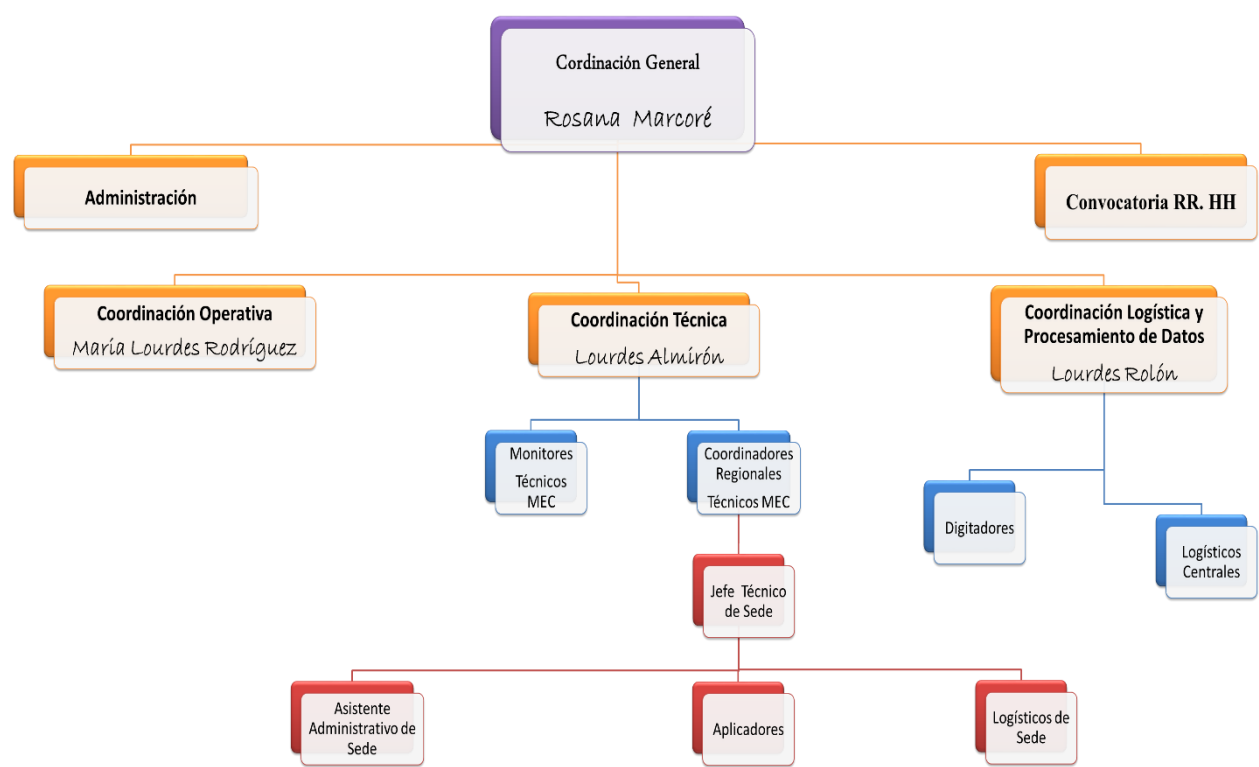 Cordinación General
Rosana Marcoré
Administración
Convocatoria RR. HH
Coordinación Operativa
María Lourdes Rodríguez
Coordinación Técnica
Lourdes Almirón
Coordinación Logística y
Procesamiento de Datos
Lourdes Rolón
Monitores
Técnicos
MEC
Coordinadores
Regionales
Técnicos MEC
Digitadores
Logísticos
Centrales
Jefe Técnico
de Sede
Asistente
Administrativo de
Sede
Aplicadores
Logísticos de
Sede